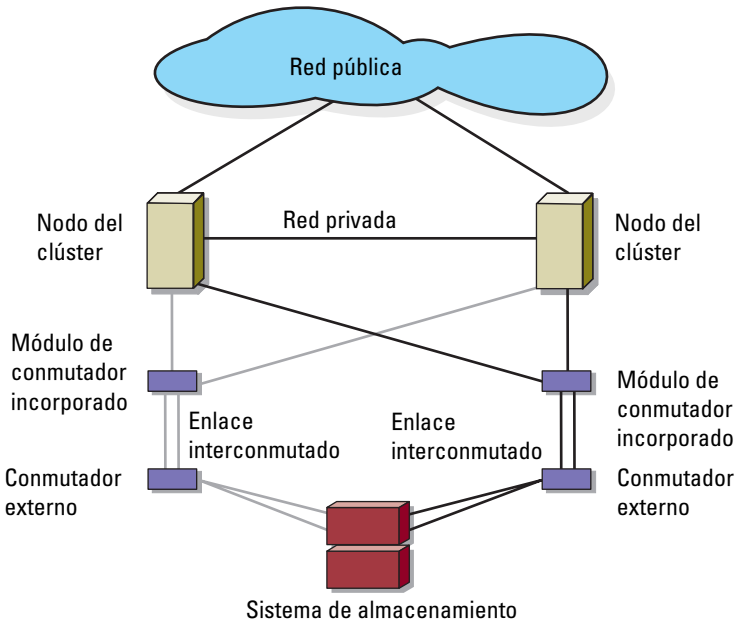 Red pública
Nodo del
clúster
Red privada
Nodo del
clúster
Módulo de
conmutador
incorporado
Módulo de
conmutador
incorporado
Enlace
interconmutado
Enlace
interconmutado
Conmutador
externo
Conmutador
externo
Sistema de almacenamiento